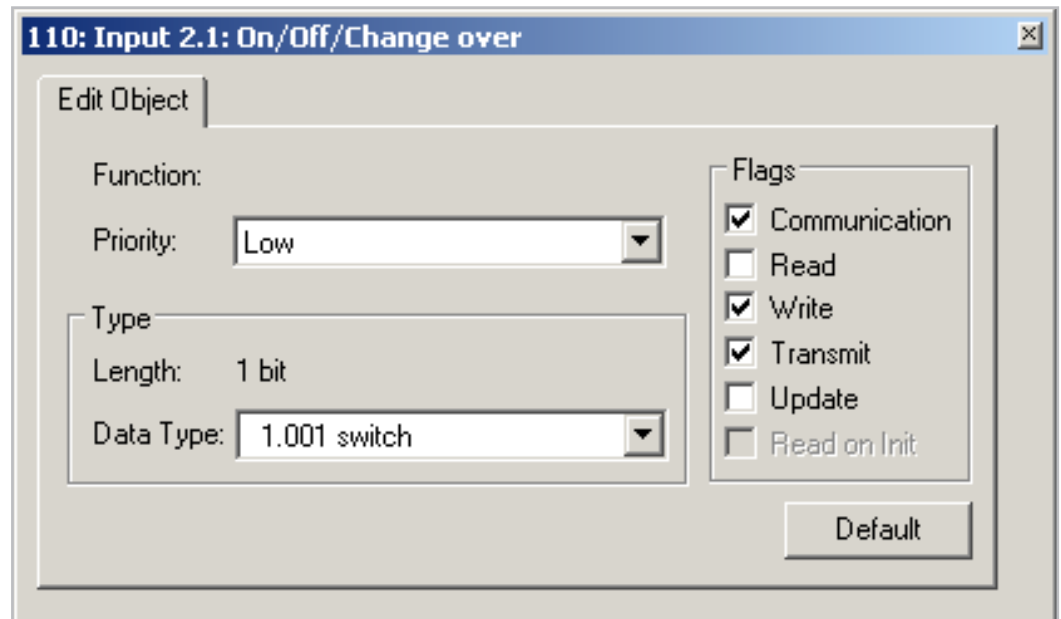 110: Input 2.1: On/Off/Change over
Edit Object
Function:
Priority: Low
Type
Length: 1 bit
Data Type: 1.001 switch
Flags
Communication
Read
Write
Transmit
Update
Read on Init
Default